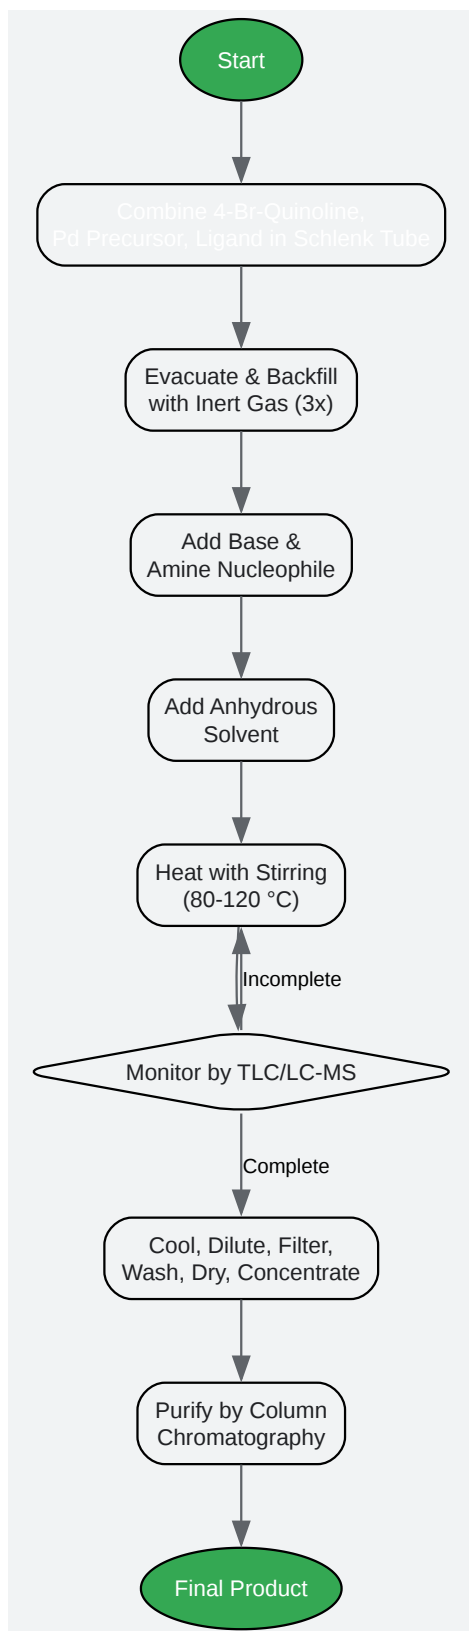 Start
Combine 4-Br-Quinoline,
Pd Precursor, Ligand in Schlenk Tube
Evacuate & Backfill
with Inert Gas (3x)
Add Base &
Amine Nucleophile
Add Anhydrous
Solvent
Heat with Stirring
(80-120 °C)
Incomplete
Monitor by TLC/LC-MS
Complete
Cool, Dilute, Filter,
Wash, Dry, Concentrate
Purify by Column
Chromatography
Final Product